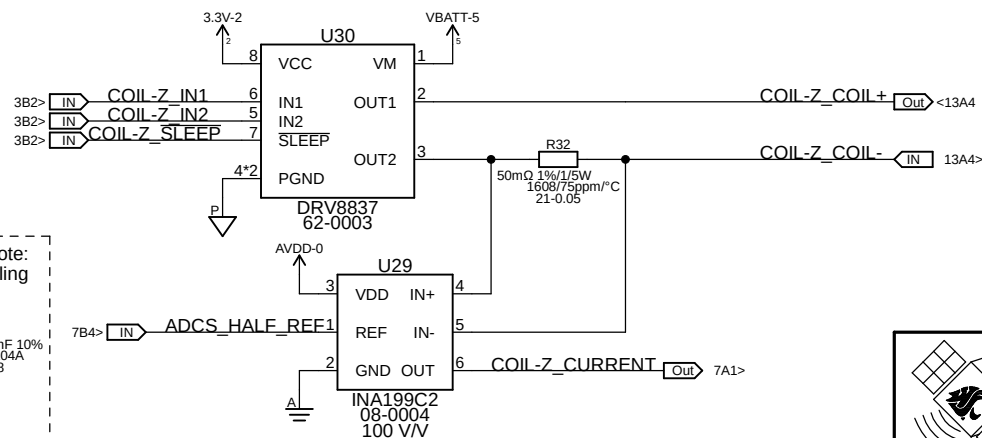 3.3V-2
2
VBATT-5
5
U30
8 VCC VM 1
3B2> IN COIL-Z_IN1 6 IN1 OUT1 2 COIL-Z_COIL+ Out <13A4
3B2> IN COIL-Z_IN2 5 IN2
3B2> IN COIL-Z_SLEEP 7 SLEEP
R32
OUT2 3 COIL-Z_COIL- IN 13A4>
4*2 PGND
50mΩ 1%/1/5W
1608/75ppm/°C
21-0.05
P
DRV8837
62-0003
ote:
ling
AVDD-0
U29
3 VDD IN+ 4
7B4> IN ADCS_HALF_REF 1 REF IN- 5
2 GND OUT 6 COIL-Z_CURRENT Out 7A1>
F 10%
04A
A
INA199C2
08-0004
100 V/V